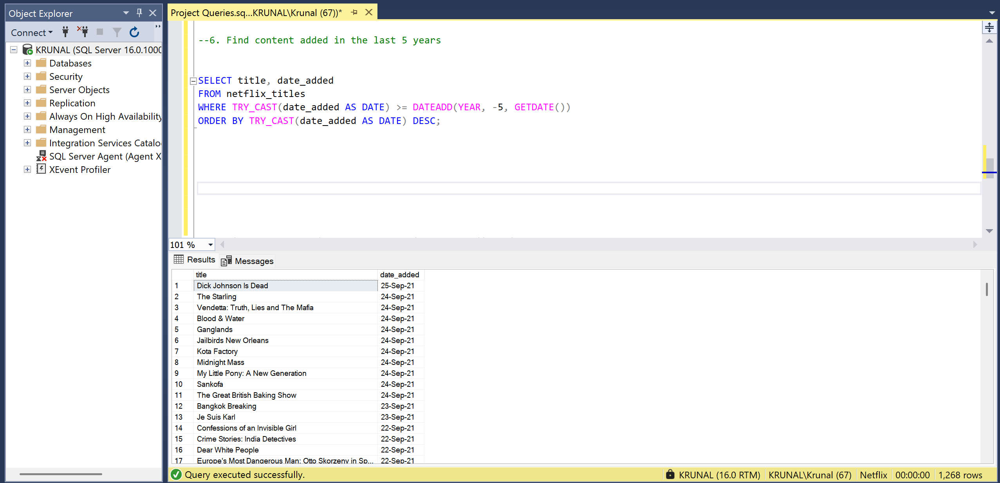 Object Explorer
Connect
KRUNAL (SQL Server 16.0.100
Databases
Security
Server Objects
Replication
Always On High Availability
Management
Integration Services Catalo
SQL Server Agent (Agent X
XEvent Profiler
Project Queries.sq...KRUNAL\Krunal (67))*
--6. Find content added in the last 5 years
SELECT title, date_added
FROM netflix_titles
WHERE TRY_CAST(date_added AS DATE) >= DATEADD(YEAR, -5, GETDATE())
ORDER BY TRY_CAST(date_added AS DATE) DESC;
101 %
Results Messages
title date_added
1 Dick Johnson Is Dead 25-Sep-21
2 The Starling 24-Sep-21
3 Vendetta: Truth, Lies and The Mafia 24-Sep-21
4 Blood & Water 24-Sep-21
5 Ganglands 24-Sep-21
6 Jailbirds New Orleans 24-Sep-21
7 Kota Factory 24-Sep-21
8 Midnight Mass 24-Sep-21
9 My Little Pony: A New Generation 24-Sep-21
10 Sankofa 24-Sep-21
11 The Great British Baking Show 24-Sep-21
12 Bangkok Breaking 23-Sep-21
13 Je Suis Karl 23-Sep-21
14 Confessions of an Invisible Girl 22-Sep-21
15 Crime Stories: India Detectives 22-Sep-21
16 Dear White People 22-Sep-21
17 Europe's Most Dangerous Man: Otto Skorzeny in Sp... 22-Sep-21
Query executed successfully. KRUNAL (16.0 RTM) KRUNAL\Krunal (67) Netflix 00:00:00 1,268 rows